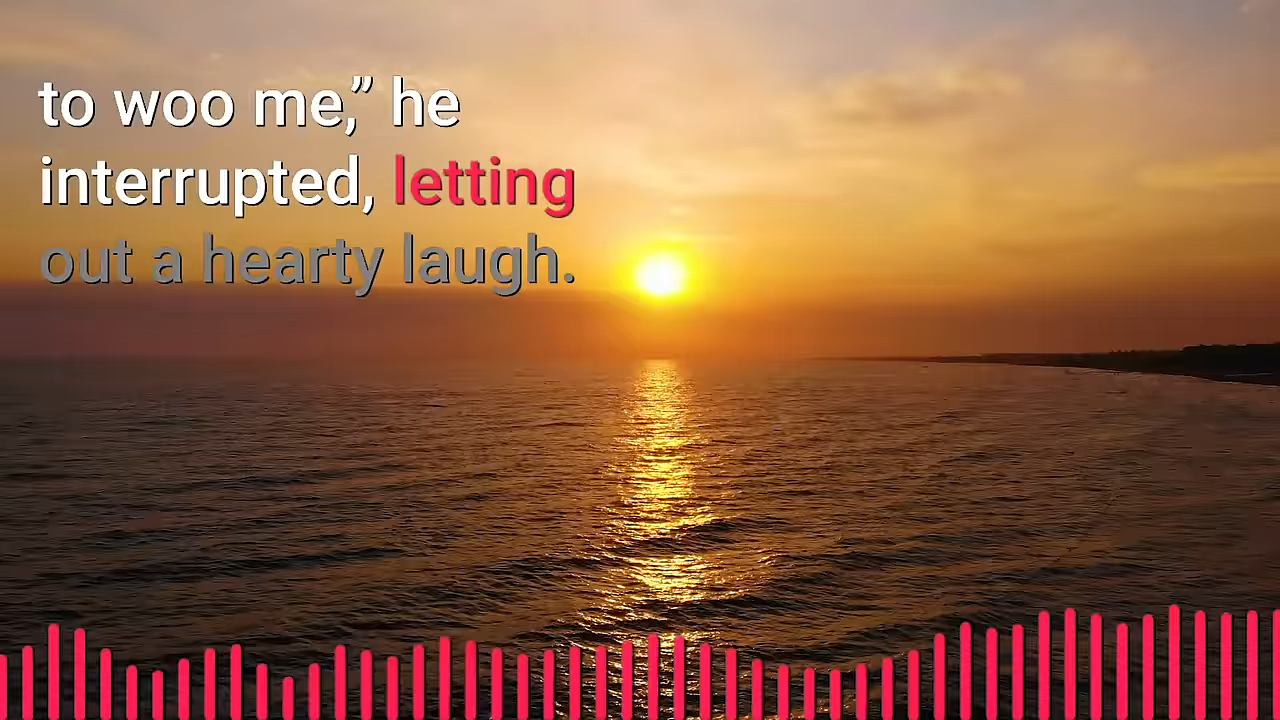 to woo me,” he
interrupted, letting
out a hearty laugh.